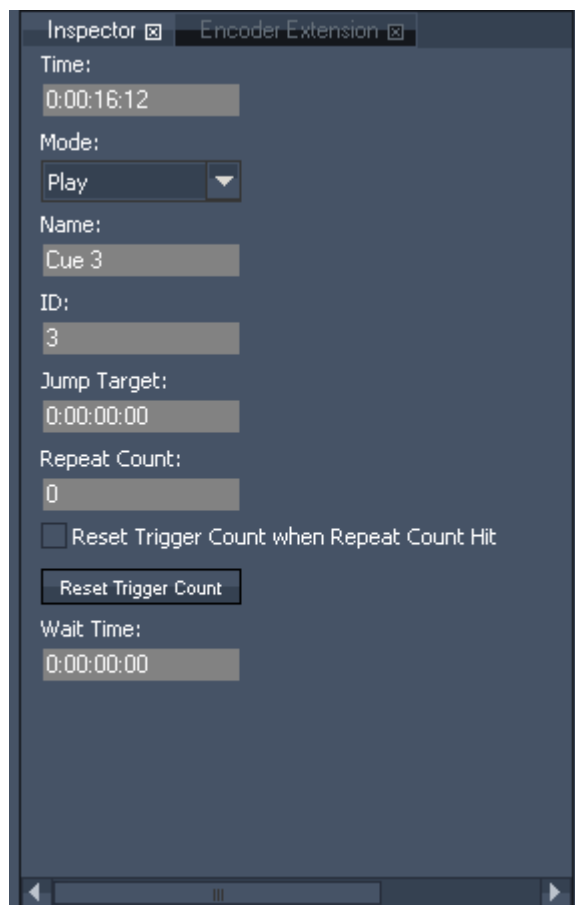 Inspector Encoder Extension
Time:
0:00:16:12
Mode:
Play
Name:
Cue 3
ID:
3
Jump Target:
0:00:00:00
Repeat Count:
0
Reset Trigger Count when Repeat Count Hit
Reset Trigger Count
Wait Time:
0:00:00:00